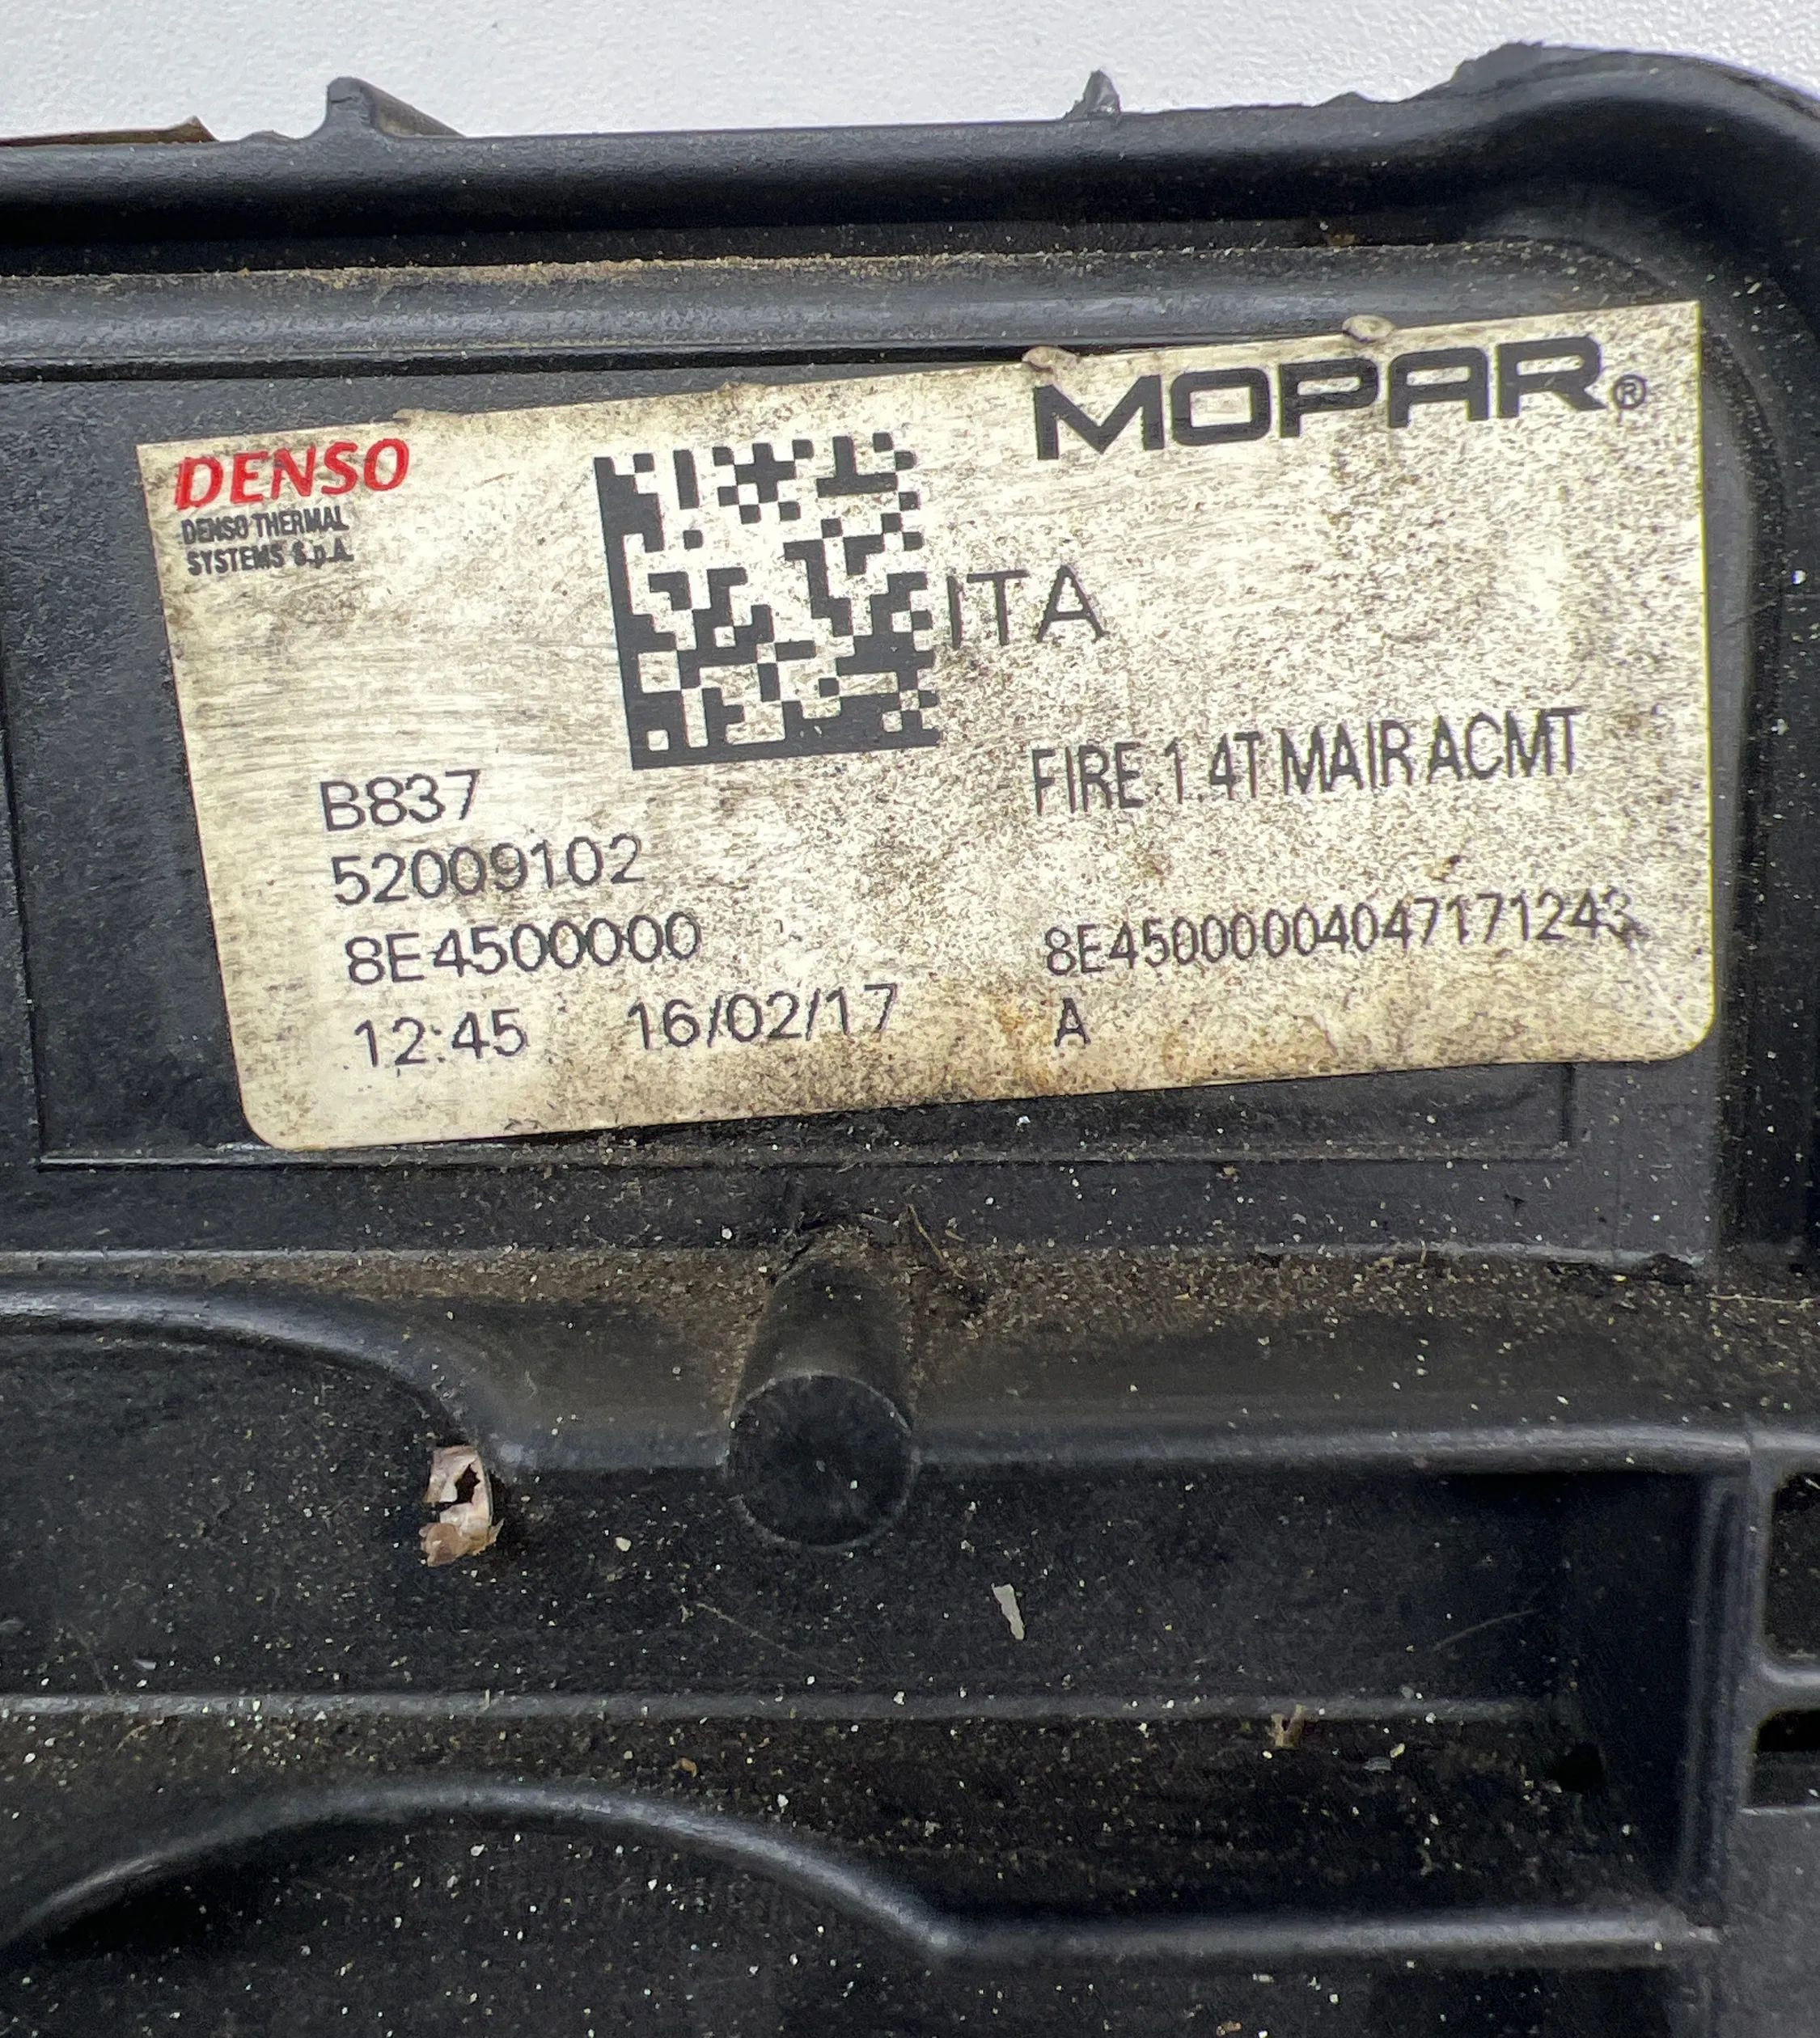 DENSO
DENSO THERMAL
SYSTEMS S.p.A.
MOPAR®
ITA
B837
FIRE 1.4T MAIR ACMT
52009102
8E4500000
8E45000004047171243
12:45 16/02/17
A